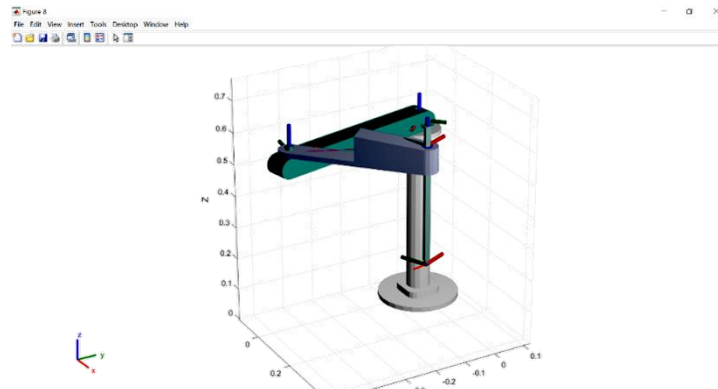 Figure 8
File Edit View Insert Tools Desktop Window Help
0.7
0.6
0.5
Z
0.4
0.3
0.2
0.1
0
0
0.2
-0.2
-0.1
0
0.1
z
y
x